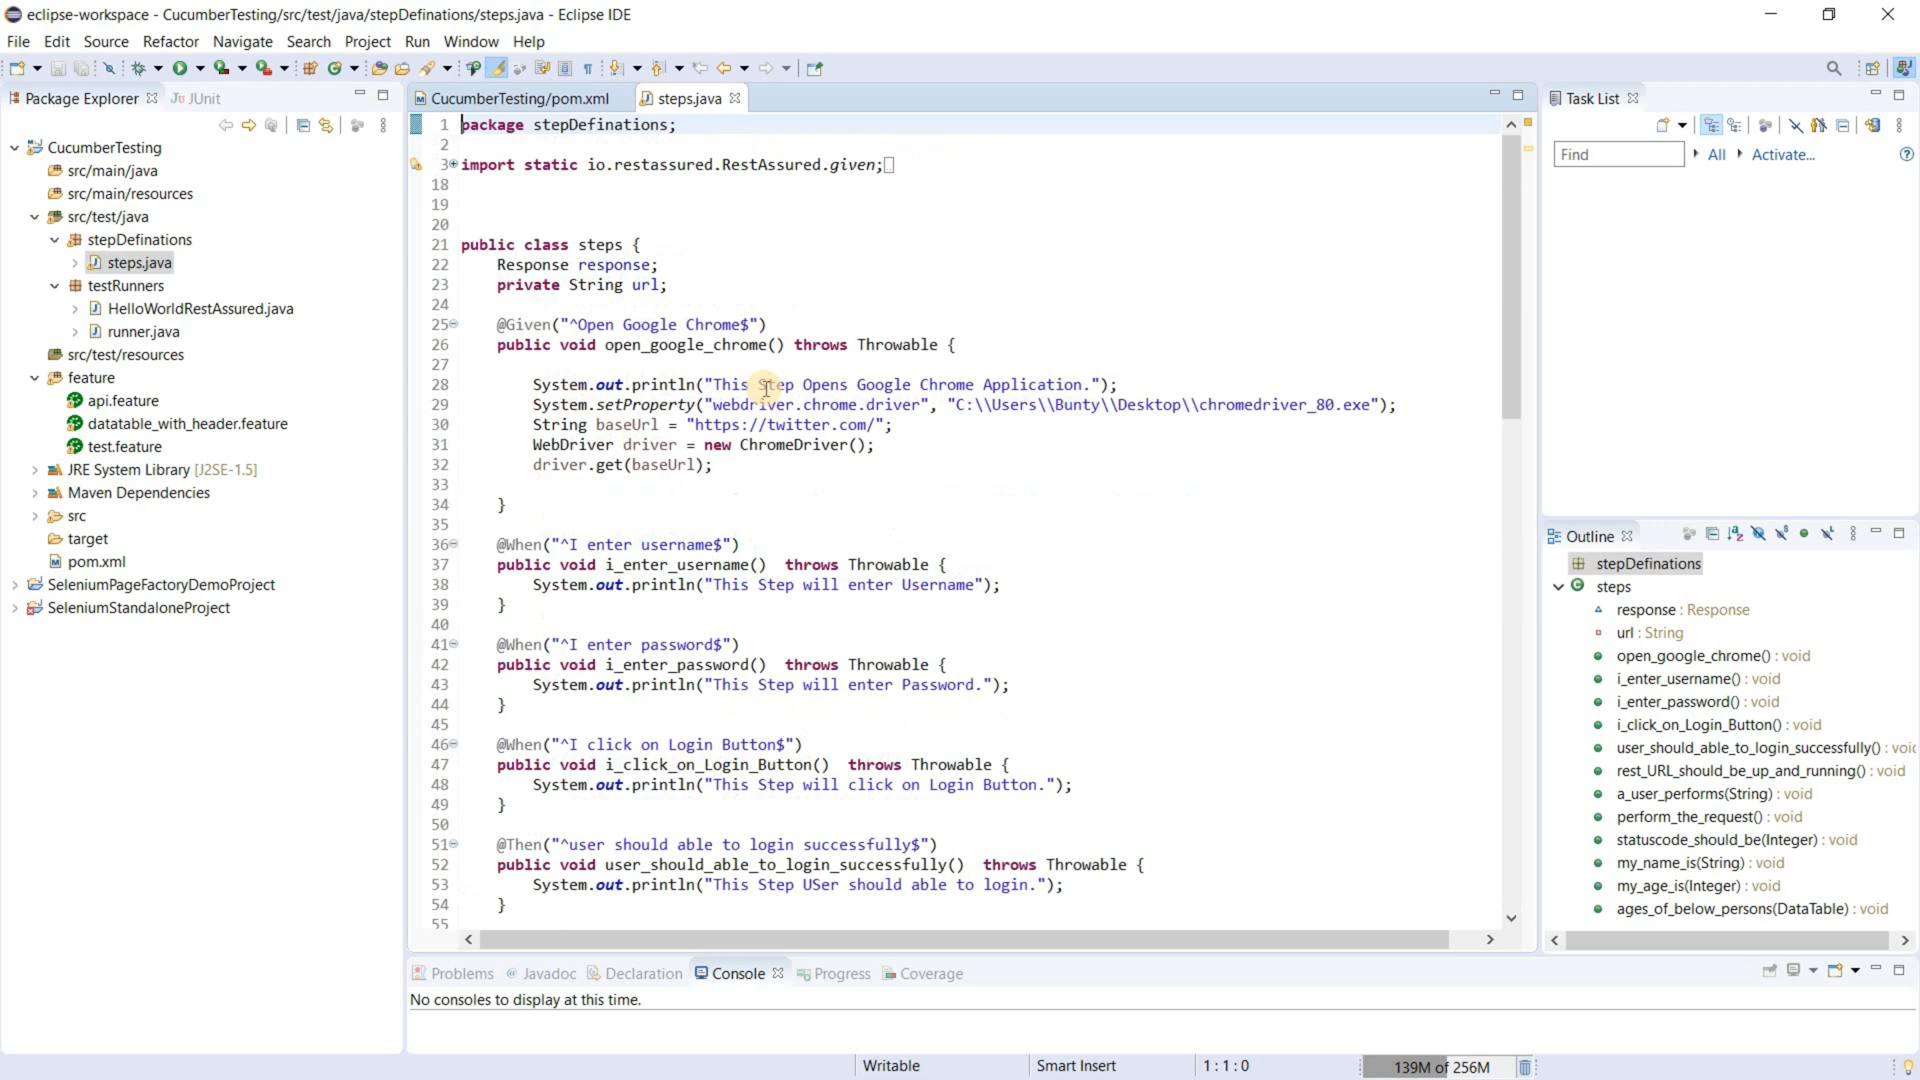 eclipse-workspace - CucumberTesting/src/test/java/stepDefinations/steps.java - Eclipse IDE
File Edit Source Refactor Navigate Search Project Run Window Help
Package Explorer JUnit
CucumberTesting
src/main/java
src/main/resources
src/test/java
stepDefinations
steps.java
testRunners
HelloWorldRestAssured.java
runner.java
src/test/resources
feature
api.feature
datatable_with_header.feature
test.feature
JRE System Library [J2SE-1.5]
Maven Dependencies
src
target
pom.xml
SeleniumPageFactoryDemoProject
SeleniumStandaloneProject
CucumberTesting/pom.xml steps.java
1 package stepDefinations;
2
3 import static io.restassured.RestAssured.given;
18
19
20
21 public class steps {
22 Response response;
23 private String url;
24
25 @Given("^Open Google Chrome$")
26 public void open_google_chrome() throws Throwable {
27
28 System.out.println("This Step Opens Google Chrome Application.");
29 System.setProperty("webdriver.chrome.driver", "C:\\Users\\Bunty\\Desktop\\chromedriver_80.exe");
30 String baseUrl = "https://twitter.com/";
31 WebDriver driver = new ChromeDriver();
32 driver.get(baseUrl);
33
34 }
35
36 @When("^I enter username$")
37 public void i_enter_username() throws Throwable {
38 System.out.println("This Step will enter Username");
39 }
40
41 @When("^I enter password$")
42 public void i_enter_password() throws Throwable {
43 System.out.println("This Step will enter Password.");
44 }
45
46 @When("^I click on Login Button$")
47 public void i_click_on_Login_Button() throws Throwable {
48 System.out.println("This Step will click on Login Button.");
49 }
50
51 @Then("^user should able to login successfully$")
52 public void user_should_able_to_login_successfully() throws Throwable {
53 System.out.println("This Step USer should able to login.");
54 }
55
Task List
Find All Activate...
Outline
stepDefinations
steps
response : Response
url : String
open_google_chrome() : void
i_enter_username() : void
i_enter_password() : void
i_click_on_Login_Button() : void
user_should_able_to_login_successfully() : voic
rest_URL_should_be_up_and_running() : void
a_user_performs(String) : void
perform_the_request() : void
statuscode_should_be(Integer) : void
my_name_is(String) : void
my_age_is(Integer) : void
ages_of_below_persons(DataTable) : void
Problems Javadoc Declaration Console Progress Coverage
No consoles to display at this time.
Writable Smart Insert 1 : 1 : 0 139M of 256M